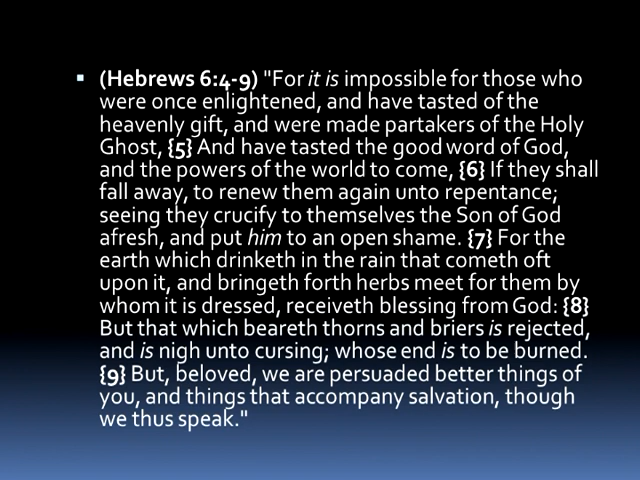 ▪ (Hebrews 6:4-9) "For it is impossible for those who
were once enlightened, and have tasted of the
heavenly gift, and were made partakers of the Holy
Ghost, {5} And have tasted the good word of God,
and the powers of the world to come, {6} If they shall
fall away, to renew them again unto repentance;
seeing they crucify to themselves the Son of God
afresh, and put him to an open shame. {7} For the
earth which drinketh in the rain that cometh oft
upon it, and bringeth forth herbs meet for them by
whom it is dressed, receiveth blessing from God: {8}
But that which beareth thorns and briers is rejected,
and is nigh unto cursing; whose end is to be burned.
{9} But, beloved, we are persuaded better things of
you, and things that accompany salvation, though
we thus speak."